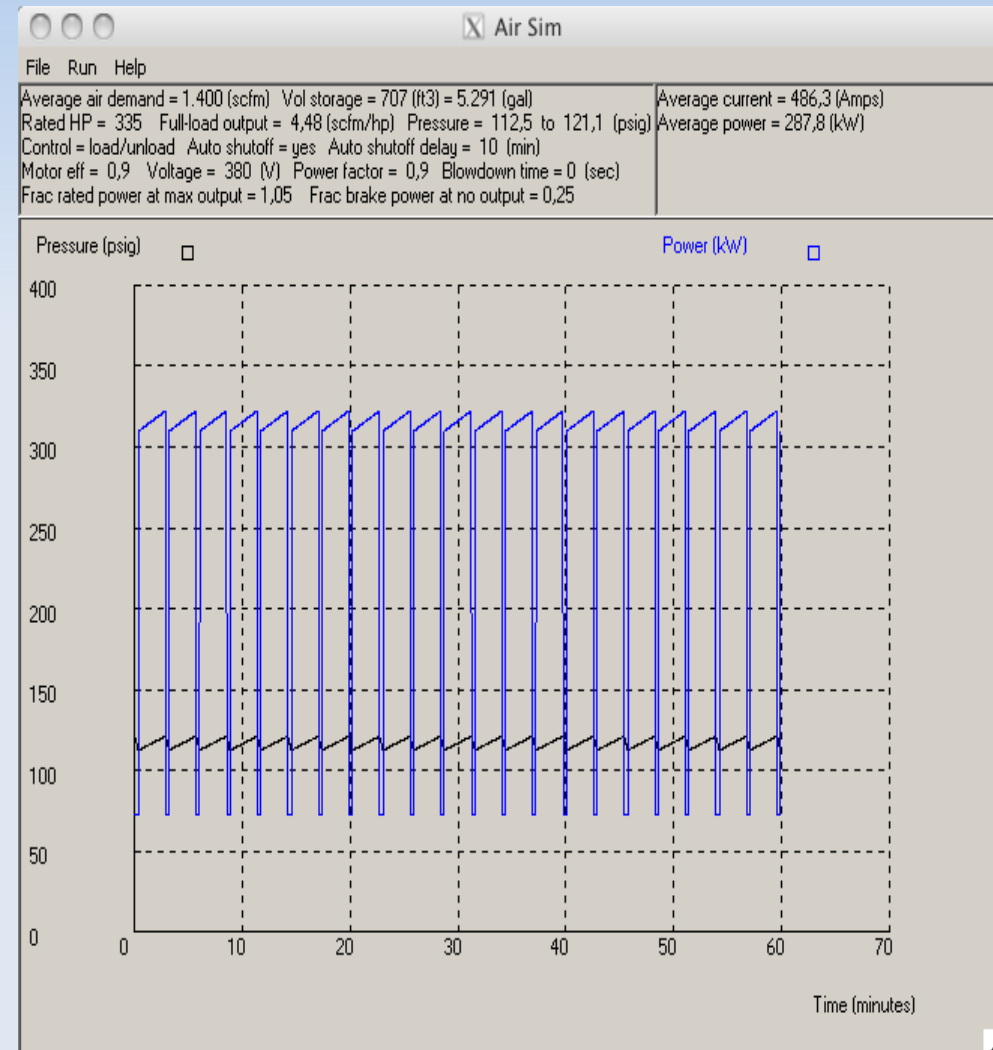 X Air Sim
File Run Help
Average air demand = 1.400 (scfm) Vol storage = 707 (ft3) = 5.291 (gal)
Rated HP = 335 Full-load output = 4,48 (scfm/hp) Pressure = 112,5 to 121,1 (psig)
Control = load/unload Auto shutoff = yes Auto shutoff delay = 10 (min)
Motor eff = 0,9 Voltage = 380 (V) Power factor = 0,9 Blowdown time = 0 (sec)
Frac rated power at max output = 1,05 Frac brake power at no output = 0,25
Average current = 486,3 (Amps)
Average power = 287,8 (kW)
Pressure (psig) Power (kW)
400
350
300
250
200
150
100
50
0
0 10 20 30 40 50 60 70
Time (minutes)